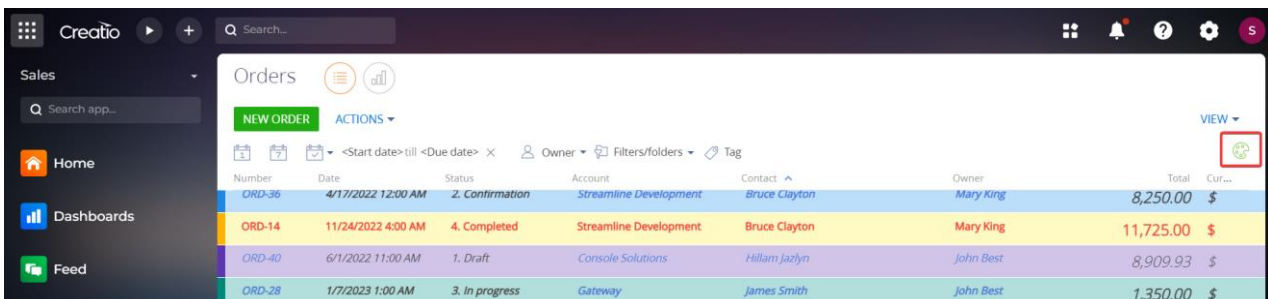 Creatio Search...
S
Sales
Search app...
Home
Dashboards
Feed
Orders
NEW ORDER ACTIONS VIEW
1 7 <Start date> till <Due date> Owner Filters/folders Tag
Number Date Status Account Contact Owner Total Cur...
ORD-36 4/17/2022 12:00 AM 2. Confirmation Streamline Development Bruce Clayton Mary King 8,250.00 $
ORD-14 11/24/2022 4:00 AM 4. Completed Streamline Development Bruce Clayton Mary King 11,725.00 $
ORD-40 6/1/2022 11:00 AM 1. Draft Console Solutions Hillam Jazlyn John Best 8,909.93 $
ORD-28 1/7/2023 1:00 AM 3. In progress Gateway James Smith John Best 1,350.00 $